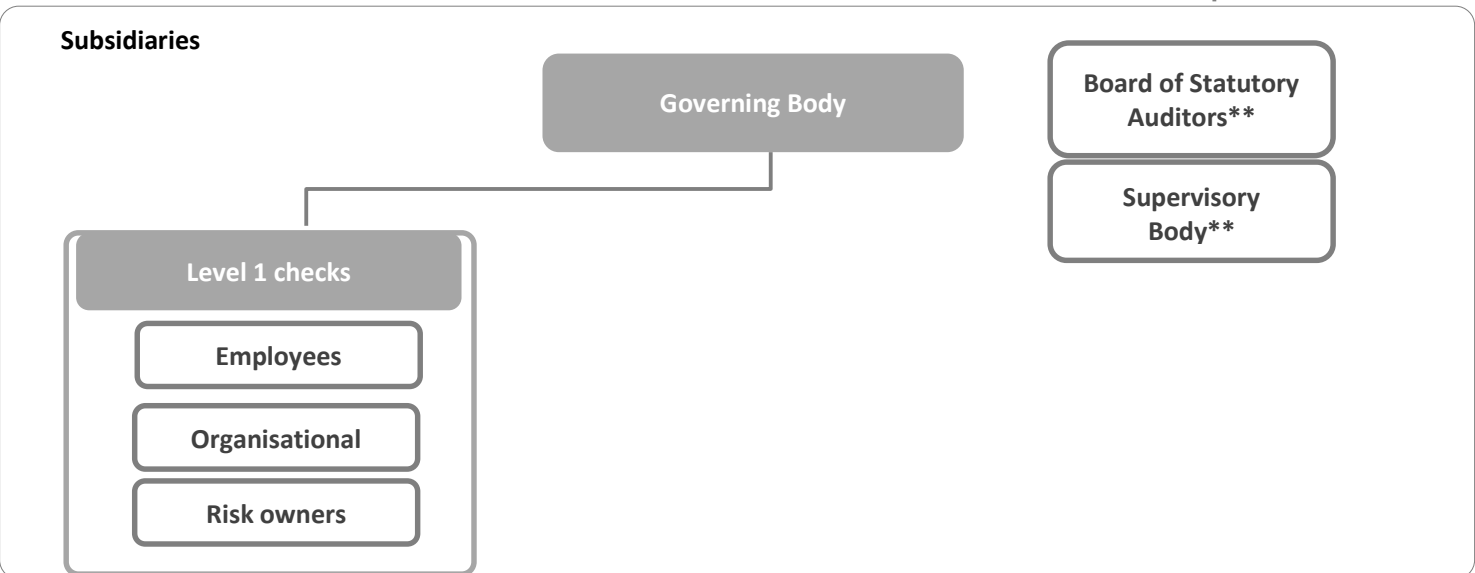 Subsidiaries
Governing Body
Board of Statutory
Auditors**
Supervisory
Body**
Level 1 checks
Employees
Organisational
Risk owners